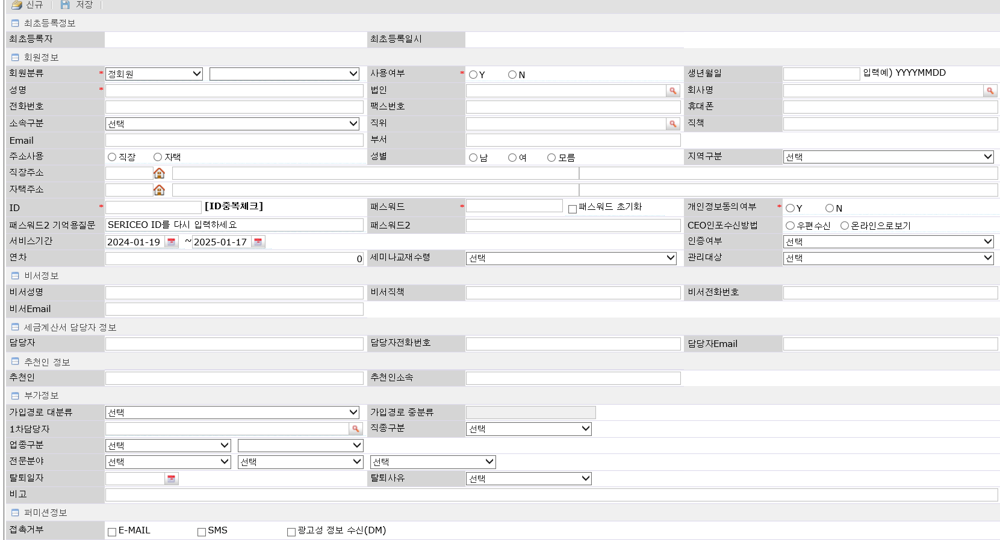 신규 저장
최초등록정보
최초등록자 최초등록일시
회원정보
회원분류 * 정회원 사용여부 * Y N 생년월일 입력예) YYYYMMDD
성명 * 법인 회사명
전화번호 팩스번호 휴대폰
소속구분 선택 직위 직책
Email 부서
주소사용 직장 자택 성별 남 여 모름 지역구분 선택
직장주소
자택주소
ID * [ID중복체크] 패스워드 * 패스워드 초기화 개인정보동의여부 * Y N
패스워드2 기억용질문 SERICEO ID를 다시 입력하세요 패스워드2 CEO인포수신방법 우편수신 온라인으로보기
서비스기간 2024-01-19 ~ 2025-01-17 인증여부 선택
연차 0 세미나교재수령 선택 관리대상 선택
비서정보
비서성명 비서직책 비서전화번호
비서Email
세금계산서 담당자 정보
담당자 담당자전화번호 담당자Email
추천인 정보
추천인 추천인소속
부가정보
가입경로 대분류 선택 가입경로 중분류
1차담당자 직종구분 선택
업종구분 선택
전문분야 선택 선택 선택
탈퇴일자 탈퇴사유 선택
비고
퍼미션정보
접촉거부 E-MAIL SMS 광고성 정보 수신(DM)